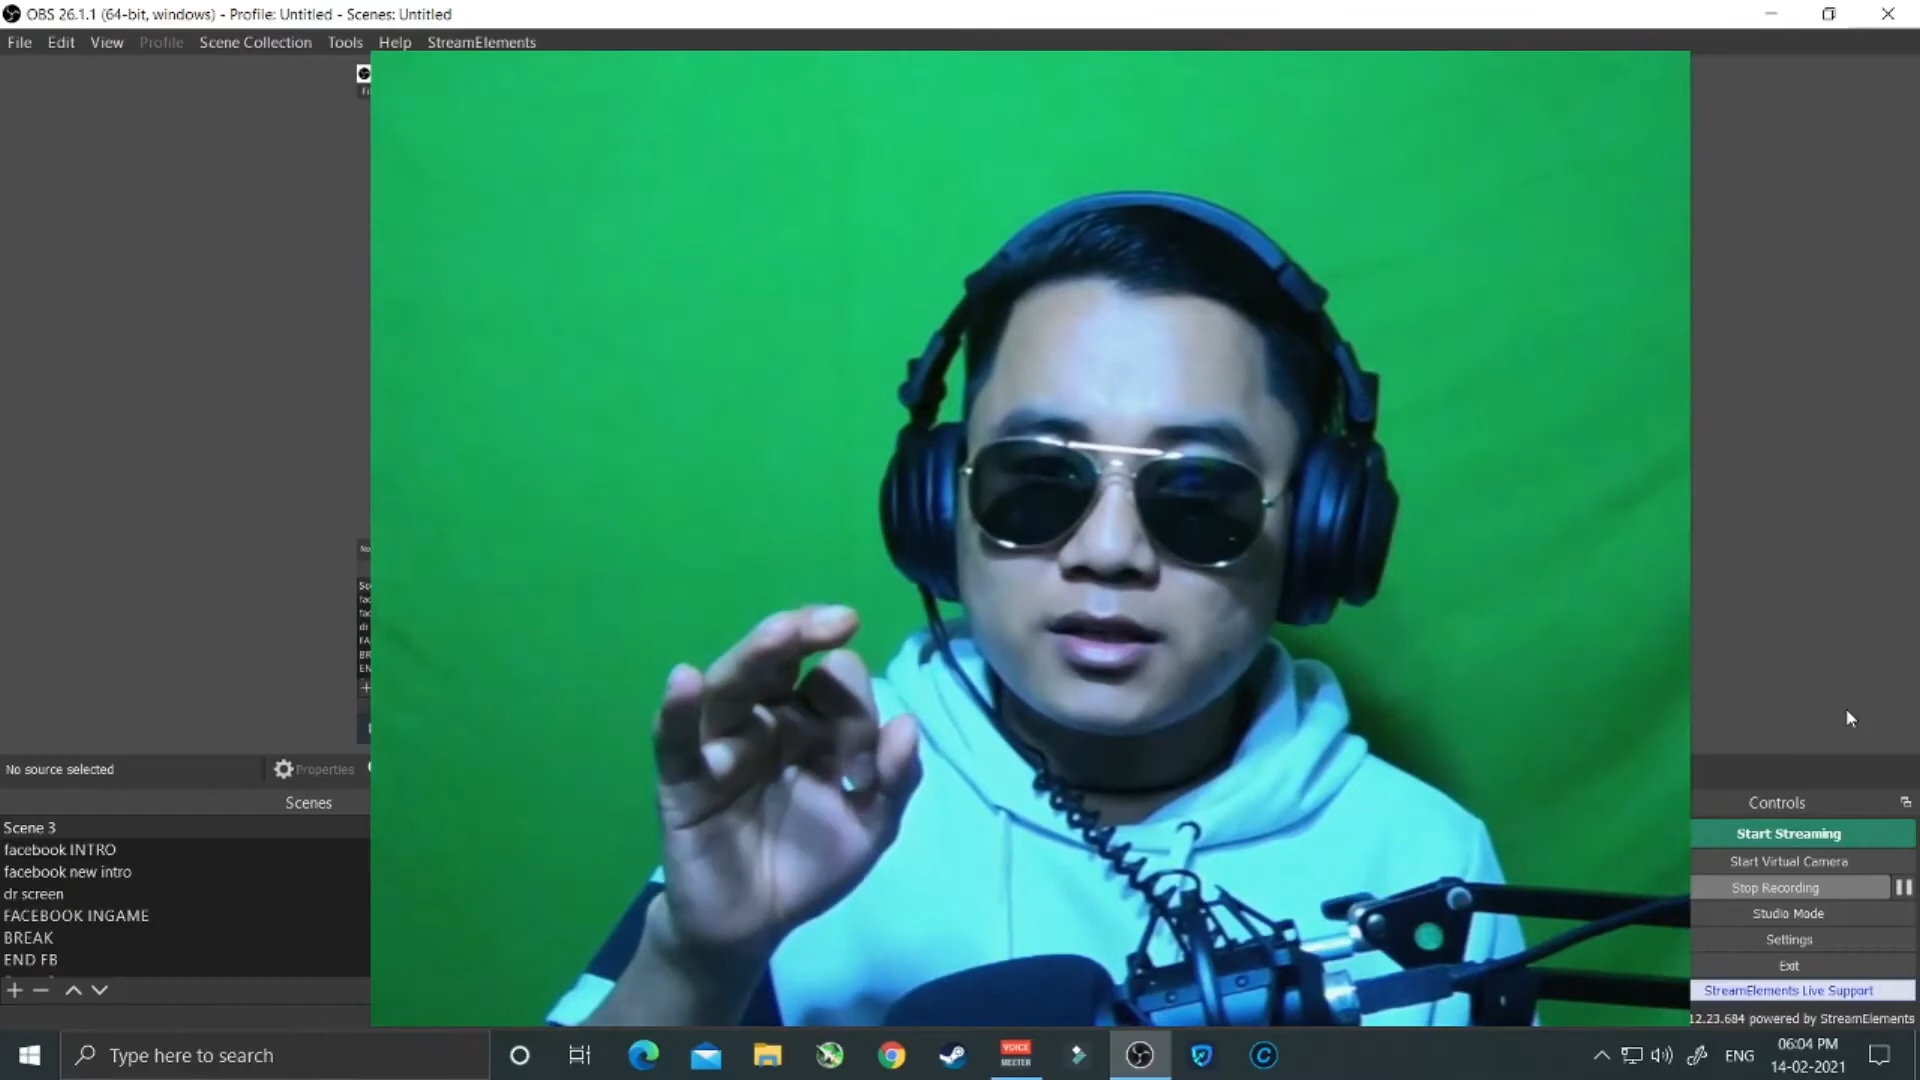 OBS 26.1.1 (64-bit, windows) - Profile: Untitled - Scenes: Untitled
File Edit View Profile Scene Collection Tools Help StreamElements
No source selected
Properties
Scenes
Scene 3
facebook INTRO
facebook new intro
dr screen
FACEBOOK INGAME
BREAK
END FB
Controls
Start Streaming
Start Virtual Camera
Stop Recording
Studio Mode
Settings
Exit
StreamElements Live Support
12.23.684 powered by StreamElements
Type here to search
VOICE
MEETER
ENG
06:04 PM
14-02-2021